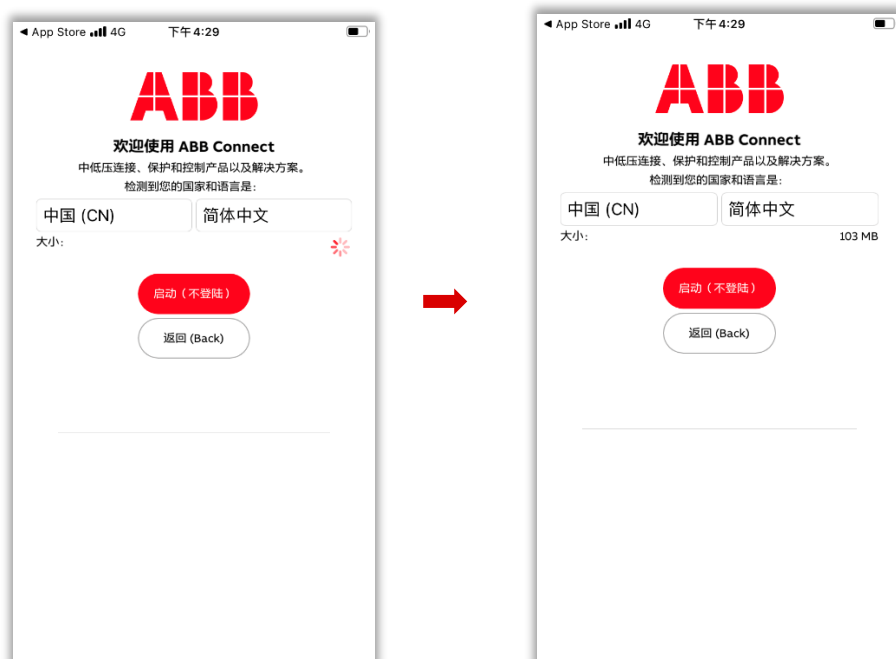 ◀ App Store 4G 下午4:29
ABB
欢迎使用 ABB Connect
中低压连接、保护和控制产品以及解决方案。
检测到您的国家和语言是:
中国 (CN) 简体中文
大小:
启动（不登陆）
返回 (Back)
◀ App Store 4G 下午4:29
ABB
欢迎使用 ABB Connect
中低压连接、保护和控制产品以及解决方案。
检测到您的国家和语言是:
中国 (CN) 简体中文
大小: 103 MB
启动（不登陆）
返回 (Back)